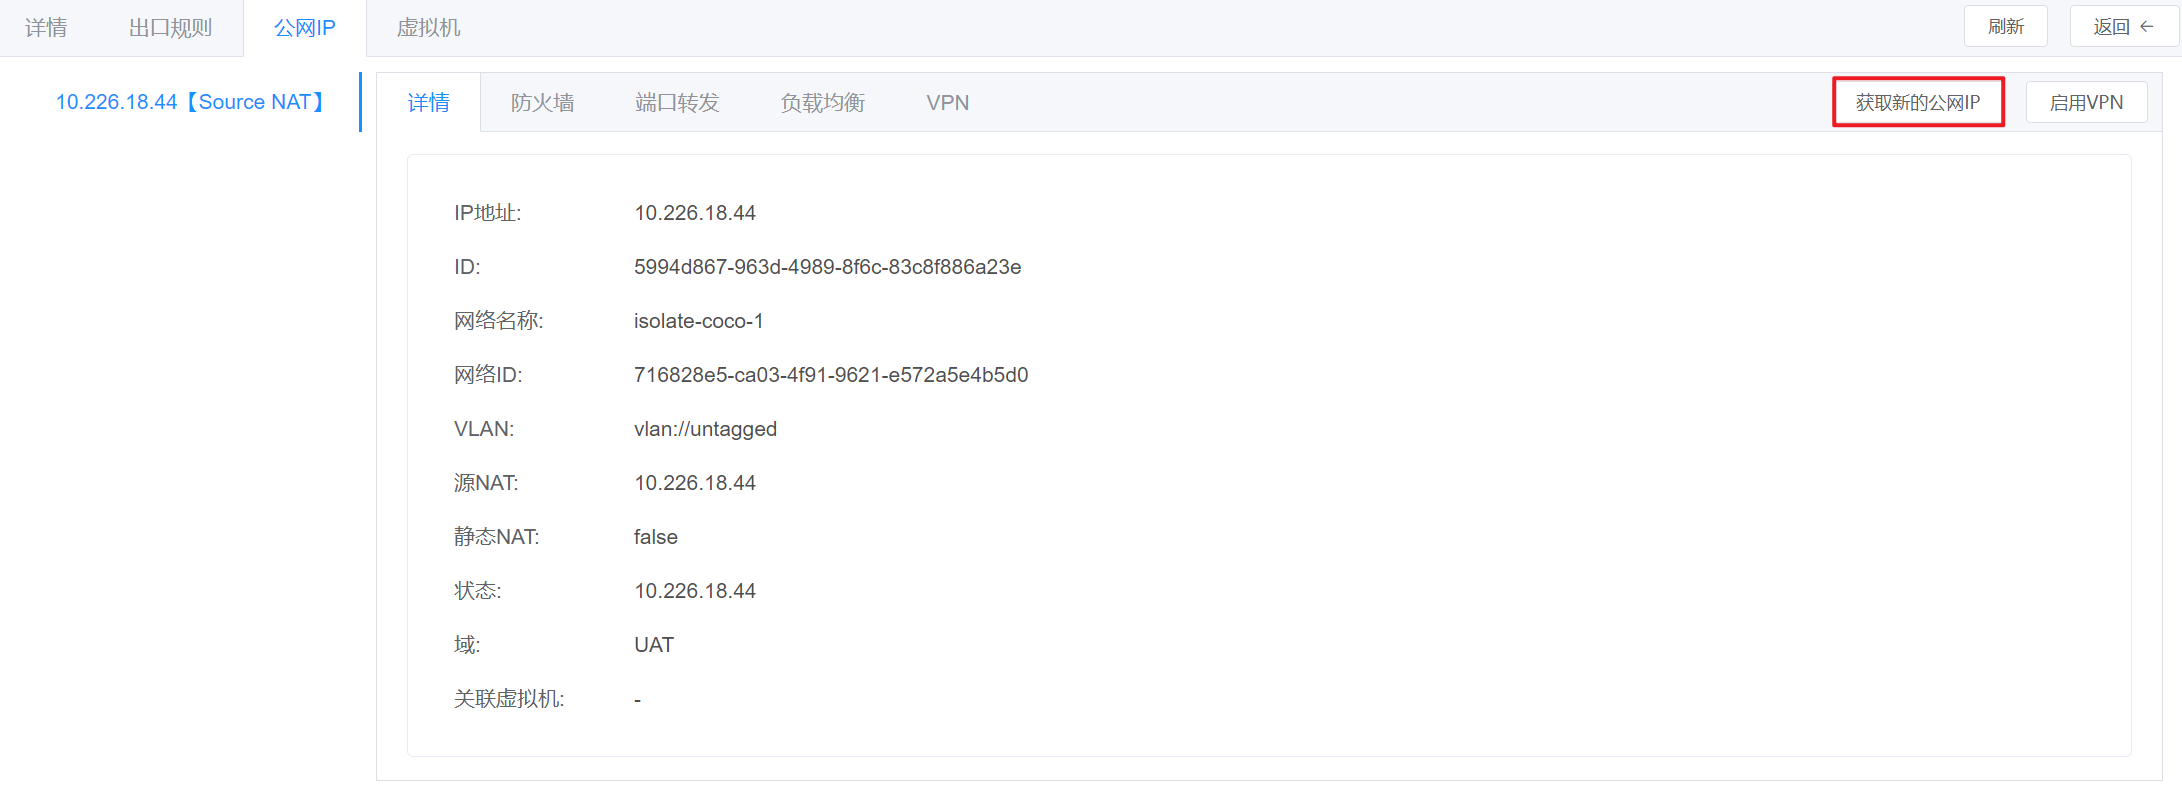 详情 出口规则 公网IP 虚拟机 刷新 返回 ←
10.226.18.44【Source NAT】 详情 防火墙 端口转发 负载均衡 VPN 获取新的公网IP 启用VPN
IP地址: 10.226.18.44
ID: 5994d867-963d-4989-8f6c-83c8f886a23e
网络名称: isolate-coco-1
网络ID: 716828e5-ca03-4f91-9621-e572a5e4b5d0
VLAN: vlan://untagged
源NAT: 10.226.18.44
静态NAT: false
状态: 10.226.18.44
域: UAT
关联虚拟机: -